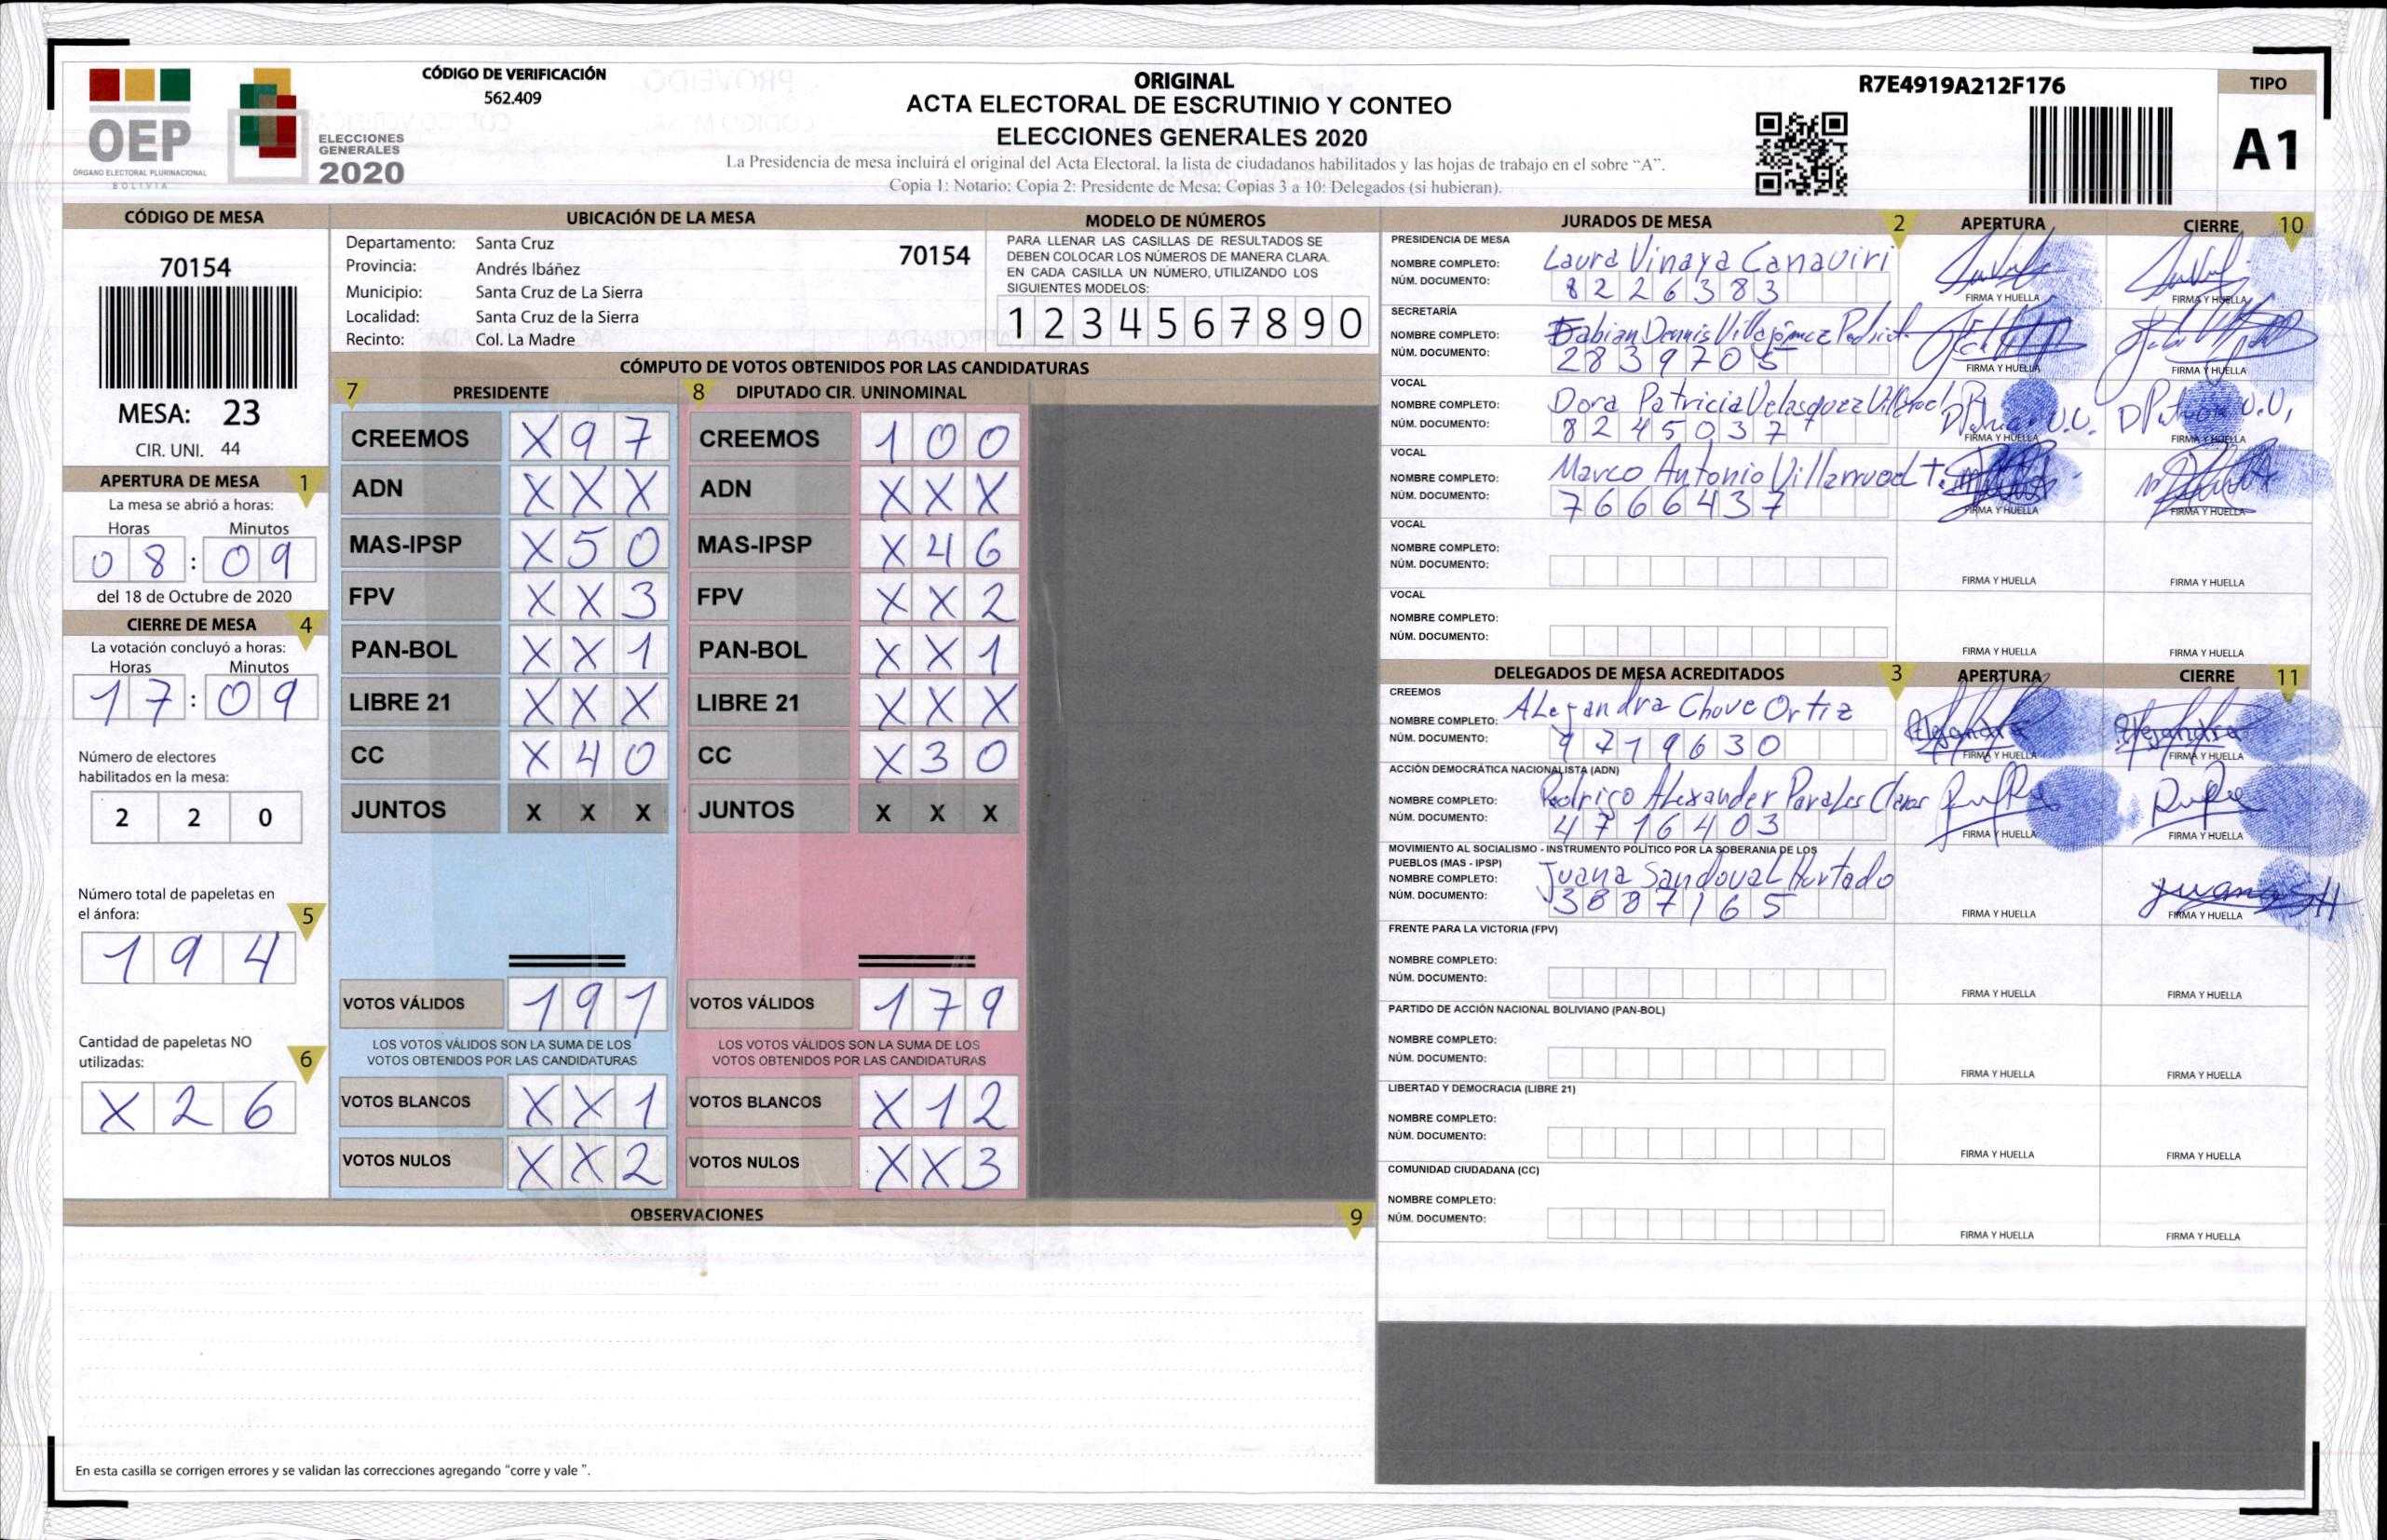 CÓDIGO DE VERIFICACIÓN
562.409
OEP
ÓRGANO ELECTORAL PLURINACIONAL
BOLIVIA
ELECCIONES
GENERALES
2020
ORIGINAL
ACTA ELECTORAL DE ESCRUTINIO Y CONTEO
ELECCIONES GENERALES 2020
La Presidencia de mesa incluirá el original del Acta Electoral, la lista de ciudadanos habilitados y las hojas de trabajo en el sobre “A”.
Copia 1: Notario; Copia 2: Presidente de Mesa; Copias 3 a 10: Delegados (si hubieran).
R7E4919A212F176
TIPO
A1
CÓDIGO DE MESA
70154
MESA: 23
CIR. UNI. 44
APERTURA DE MESA 1
La mesa se abrió a horas:
Horas Minutos
08:09
del 18 de Octubre de 2020
CIERRE DE MESA 4
La votación concluyó a horas:
Horas Minutos
17:09
Número de electores
habilitados en la mesa:
2 2 0
Número total de papeletas en
el ánfora: 5
1 9 4
Cantidad de papeletas NO
utilizadas: 6
X 2 6
UBICACIÓN DE LA MESA
Departamento: Santa Cruz 70154
Provincia: Andrés Ibáñez
Municipio: Santa Cruz de La Sierra
Localidad: Santa Cruz de la Sierra
Recinto: Col. La Madre
MODELO DE NÚMEROS
PARA LLENAR LAS CASILLAS DE RESULTADOS SE
DEBEN COLOCAR LOS NÚMEROS DE MANERA CLARA.
EN CADA CASILLA UN NÚMERO, UTILIZANDO LOS
SIGUIENTES MODELOS:
1 2 3 4 5 6 7 8 9 0
CÓMPUTO DE VOTOS OBTENIDOS POR LAS CANDIDATURAS
7 PRESIDENTE 8 DIPUTADO CIR. UNINOMINAL
CREEMOS X 9 7 CREEMOS 1 0 0
ADN X X X ADN X X X
MAS-IPSP X 5 0 MAS-IPSP X 4 6
FPV X X 3 FPV X X 2
PAN-BOL X X 1 PAN-BOL X X 1
LIBRE 21 X X X LIBRE 21 X X X
CC X 4 0 CC X 3 0
JUNTOS X X X JUNTOS X X X
VOTOS VÁLIDOS 1 9 1 VOTOS VÁLIDOS 1 7 9
LOS VOTOS VÁLIDOS SON LA SUMA DE LOS LOS VOTOS VÁLIDOS SON LA SUMA DE LOS
VOTOS OBTENIDOS POR LAS CANDIDATURAS VOTOS OBTENIDOS POR LAS CANDIDATURAS
VOTOS BLANCOS X X 1 VOTOS BLANCOS X 1 2
VOTOS NULOS X X 2 VOTOS NULOS X X 3
OBSERVACIONES 9
En esta casilla se corrigen errores y se validan las correcciones agregando “corre y vale ”.
JURADOS DE MESA 2 APERTURA CIERRE 10
PRESIDENCIA DE MESA
NOMBRE COMPLETO: Laura Vinaya Canaviri
NÚM. DOCUMENTO: 8226383
FIRMA Y HUELLA FIRMA Y HUELLA
SECRETARÍA
NOMBRE COMPLETO: Fabian Dennis Villagómez
NÚM. DOCUMENTO: 2839705
FIRMA Y HUELLA FIRMA Y HUELLA
VOCAL
NOMBRE COMPLETO: Dora Patricia Velasquez
NÚM. DOCUMENTO: 8245037
FIRMA Y HUELLA FIRMA Y HUELLA
VOCAL
NOMBRE COMPLETO: Marco Antonio Villarruel T.
NÚM. DOCUMENTO: 7666437
FIRMA Y HUELLA FIRMA Y HUELLA
VOCAL
NOMBRE COMPLETO:
NÚM. DOCUMENTO:
FIRMA Y HUELLA FIRMA Y HUELLA
VOCAL
NOMBRE COMPLETO:
NÚM. DOCUMENTO:
FIRMA Y HUELLA FIRMA Y HUELLA
DELEGADOS DE MESA ACREDITADOS 3 APERTURA CIERRE 11
CREEMOS
NOMBRE COMPLETO: Alejandra Chove Ortiz
NÚM. DOCUMENTO: 9719630
Alejandra Alejandra
FIRMA Y HUELLA FIRMA Y HUELLA
ACCIÓN DEMOCRÁTICA NACIONALISTA (ADN)
NOMBRE COMPLETO: Rodrigo Alexander Parales
NÚM. DOCUMENTO: 4716403
FIRMA Y HUELLA FIRMA Y HUELLA
MOVIMIENTO AL SOCIALISMO - INSTRUMENTO POLÍTICO POR LA SOBERANIA DE LOS
PUEBLOS (MAS - IPSP)
NOMBRE COMPLETO: Juana Sandoval Hurtado
NÚM. DOCUMENTO: 3887165
FIRMA Y HUELLA FIRMA Y HUELLA
FRENTE PARA LA VICTORIA (FPV)
NOMBRE COMPLETO:
NÚM. DOCUMENTO:
FIRMA Y HUELLA FIRMA Y HUELLA
PARTIDO DE ACCIÓN NACIONAL BOLIVIANO (PAN-BOL)
NOMBRE COMPLETO:
NÚM. DOCUMENTO:
FIRMA Y HUELLA FIRMA Y HUELLA
LIBERTAD Y DEMOCRACIA (LIBRE 21)
NOMBRE COMPLETO:
NÚM. DOCUMENTO:
FIRMA Y HUELLA FIRMA Y HUELLA
COMUNIDAD CIUDADANA (CC)
NOMBRE COMPLETO:
NÚM. DOCUMENTO:
FIRMA Y HUELLA FIRMA Y HUELLA